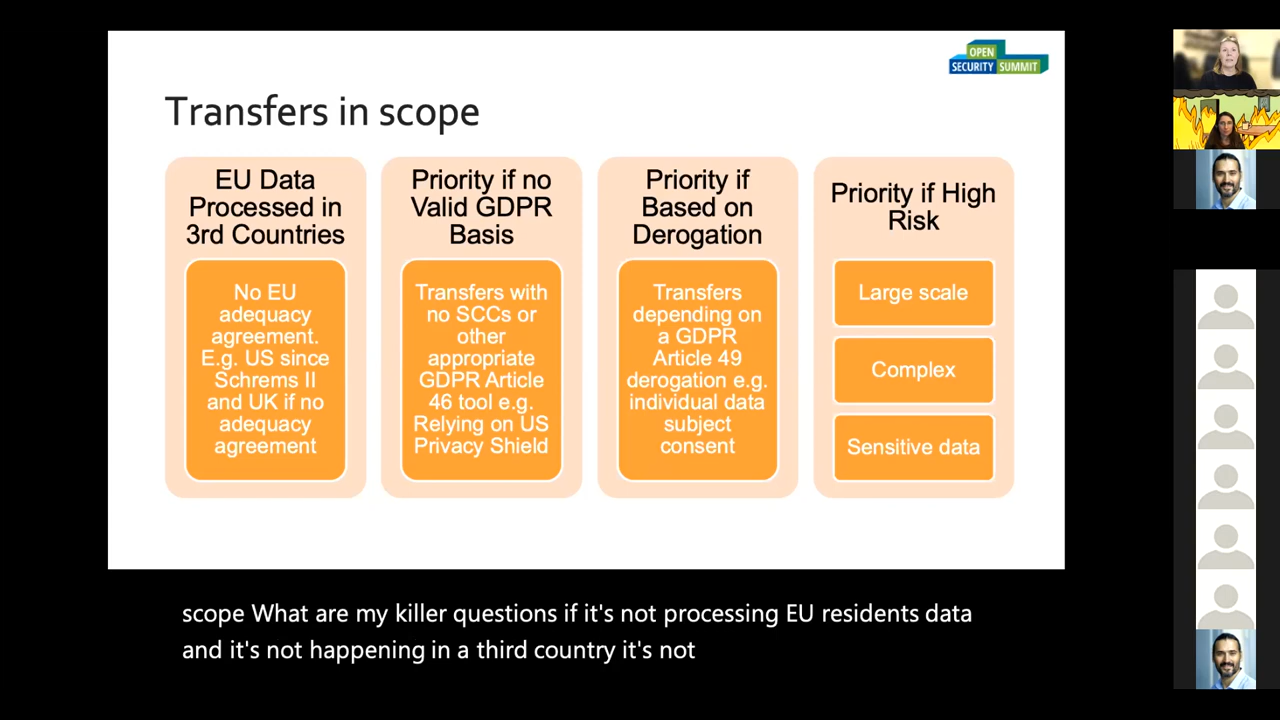 OPEN
SECURITY SUMMIT
Transfers in scope
EU Data
Processed in
3rd Countries
No EU
adequacy
agreement.
E.g. US since
Schrems II
and UK if no
adequacy
agreement
Priority if no
Valid GDPR
Basis
Transfers with
no SCCs or
other
appropriate
GDPR Article
46 tool e.g.
Relying on US
Privacy Shield
Priority if
Based on
Derogation
Transfers
depending on
a GDPR
Article 49
derogation e.g.
individual data
subject
consent
Priority if High
Risk
Large scale
Complex
Sensitive data
scope What are my killer questions if it's not processing EU residents data
and it's not happening in a third country it's not